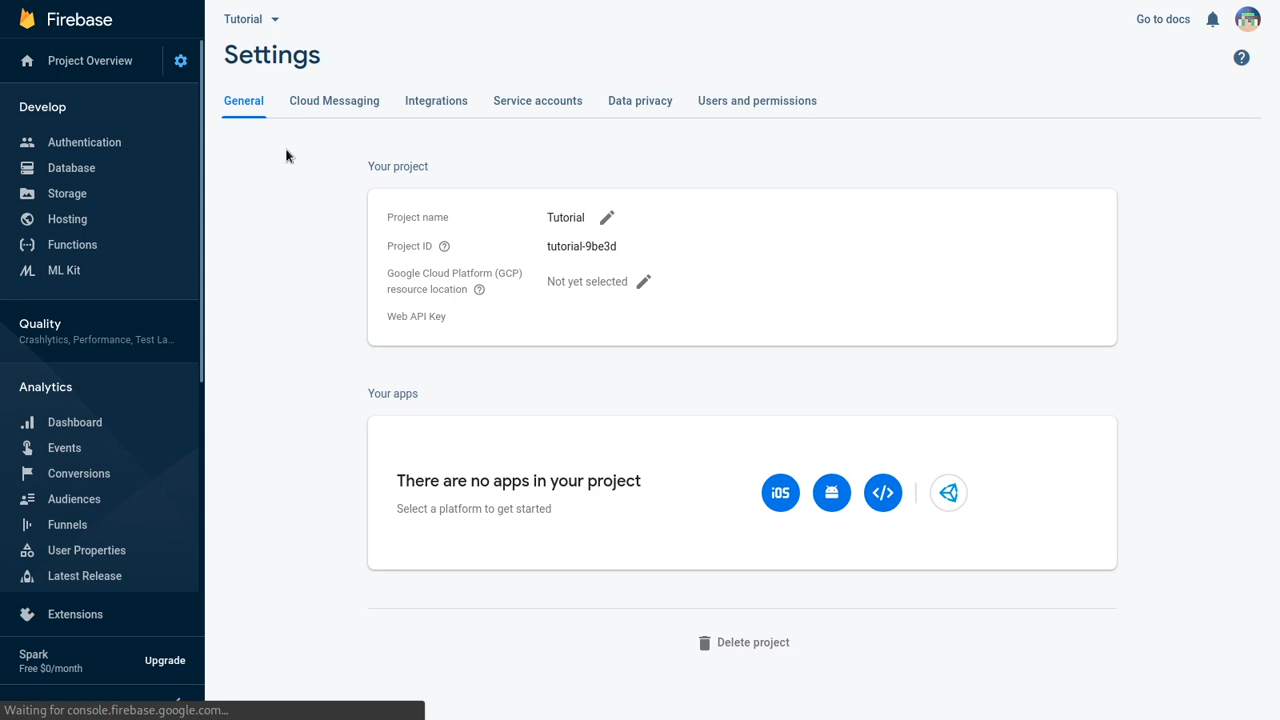 Firebase
Project Overview
Develop
Authentication
Database
Storage
Hosting
Functions
ML Kit
Quality
Crashlytics, Performance, Test La...
Analytics
Dashboard
Events
Conversions
Audiences
Funnels
User Properties
Latest Release
Extensions
Spark
Free $0/month
Upgrade
Waiting for console.firebase.google.com...
Tutorial
Go to docs
Settings
General Cloud Messaging Integrations Service accounts Data privacy Users and permissions
Your project
Project name Tutorial
Project ID tutorial-9be3d
Google Cloud Platform (GCP)
resource location Not yet selected
Web API Key
Your apps
There are no apps in your project
Select a platform to get started
iOS
Delete project